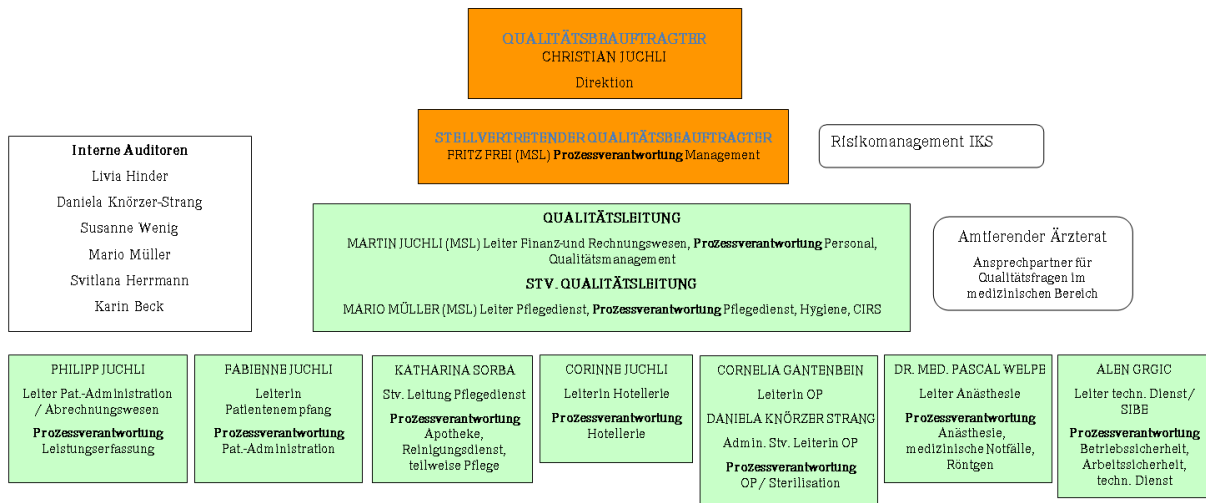 QUALITÄTSBEAUFTRAGTER
CHRISTIAN JUCHLI
Direktion
STELLVERTRETENDER QUALITÄTSBEAUFTRAGTER
FRITZ FREI (MSL) Prozessverantwortung Management
Risikomanagement IKS
Interne Auditoren
Livia Hinder
Daniela Knörzer-Strang
Susanne Wenig
Mario Müller
Svitlana Herrmann
Karin Beck
QUALITÄTSLEITUNG
MARTIN JUCHLI (MSL) Leiter Finanz-und Rechnungswesen, Prozessverantwortung Personal,
Qualitätsmanagement
STV. QUALITÄTSLEITUNG
MARIO MÜLLER (MSL) Leiter Pflegedienst, Prozessverantwortung Pflegedienst, Hygiene, CIRS
Amtierender Ärzterat
Ansprechpartner für
Qualitätsfragen im
medizinischen Bereich
PHILIPP JUCHLI
Leiter Pat.-Administration
/ Abrechnungswesen
Prozessverantwortung
Leistungserfassung
FABIENNE JUCHLI
Leiterin
Patientenempfang
Prozessverantwortung
Pat.-Administration
KATHARINA SORBA
Stv. Leitung Pflegedienst
Prozessverantwortung
Apotheke,
Reinigungsdienst,
teilweise Pflege
CORINNE JUCHLI
Leiterin Hotellerie
Prozessverantwortung
Hotellerie
CORNELIA GANTENBEIN
Leiterin OP
DANIELA KNÖRZER STRANG
Admin. Stv. Leiterin OP
Prozessverantwortung
OP/ Sterilisation
DR. MED. PASCAL WELPE
Leiter Anästhesie
Prozessverantwortung
Anästhesie,
medizinische Notfälle,
Röntgen
ALEN GRGIC
Leiter techn. Dienst/
SIBE
Prozessverantwortung
Betriebssicherheit,
Arbeitssicherheit,
techn. Dienst